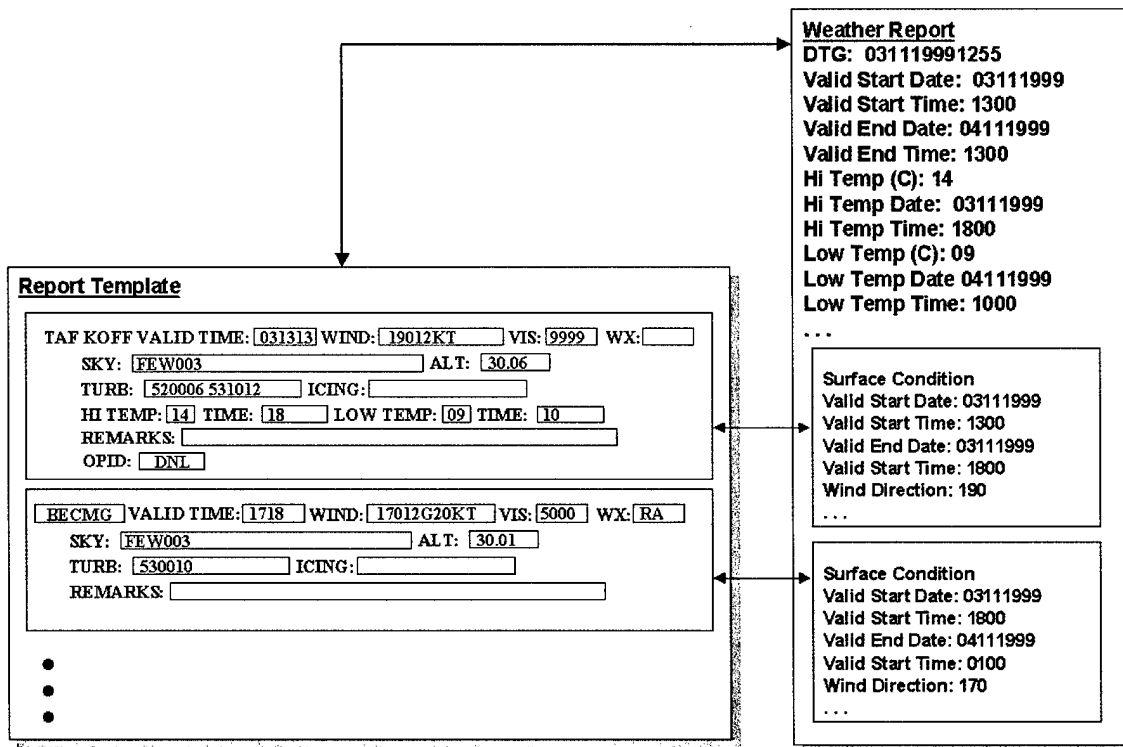 Weather Report
DTG: 031119991255
Valid Start Date: 03111999
Valid Start Time: 1300
Valid End Date: 04111999
Valid End Time: 1300
Hi Temp (C): 14
Hi Temp Date: 03111999
Hi Temp Time: 1800
Low Temp (C): 09
Low Temp Date 04111999
Low Temp Time: 1000
...
Surface Condition
Valid Start Date: 03111999
Valid Start Time: 1300
Valid End Date: 03111999
Valid Start Time: 1800
Wind Direction: 190
...
Surface Condition
Valid Start Date: 03111999
Valid Start Time: 1800
Valid End Date: 04111999
Valid Start Time: 0100
Wind Direction: 170
...
Report Template
TAF KOFF VALID TIME: 031313 WIND: 19012KT VIS: 9999 WX:
SKY: FEW003 ALT: 30.06
TURB: 520006 531012 ICING:
HI TEMP: 14 TIME: 18 LOW TEMP: 09 TIME: 10
REMARKS:
OPID: DNL
BECMG VALID TIME: 1718 WIND: 17012G20KT VIS: 5000 WX: RA
SKY: FEW003 ALT: 30.01
TURB: 530010 ICING:
REMARKS: